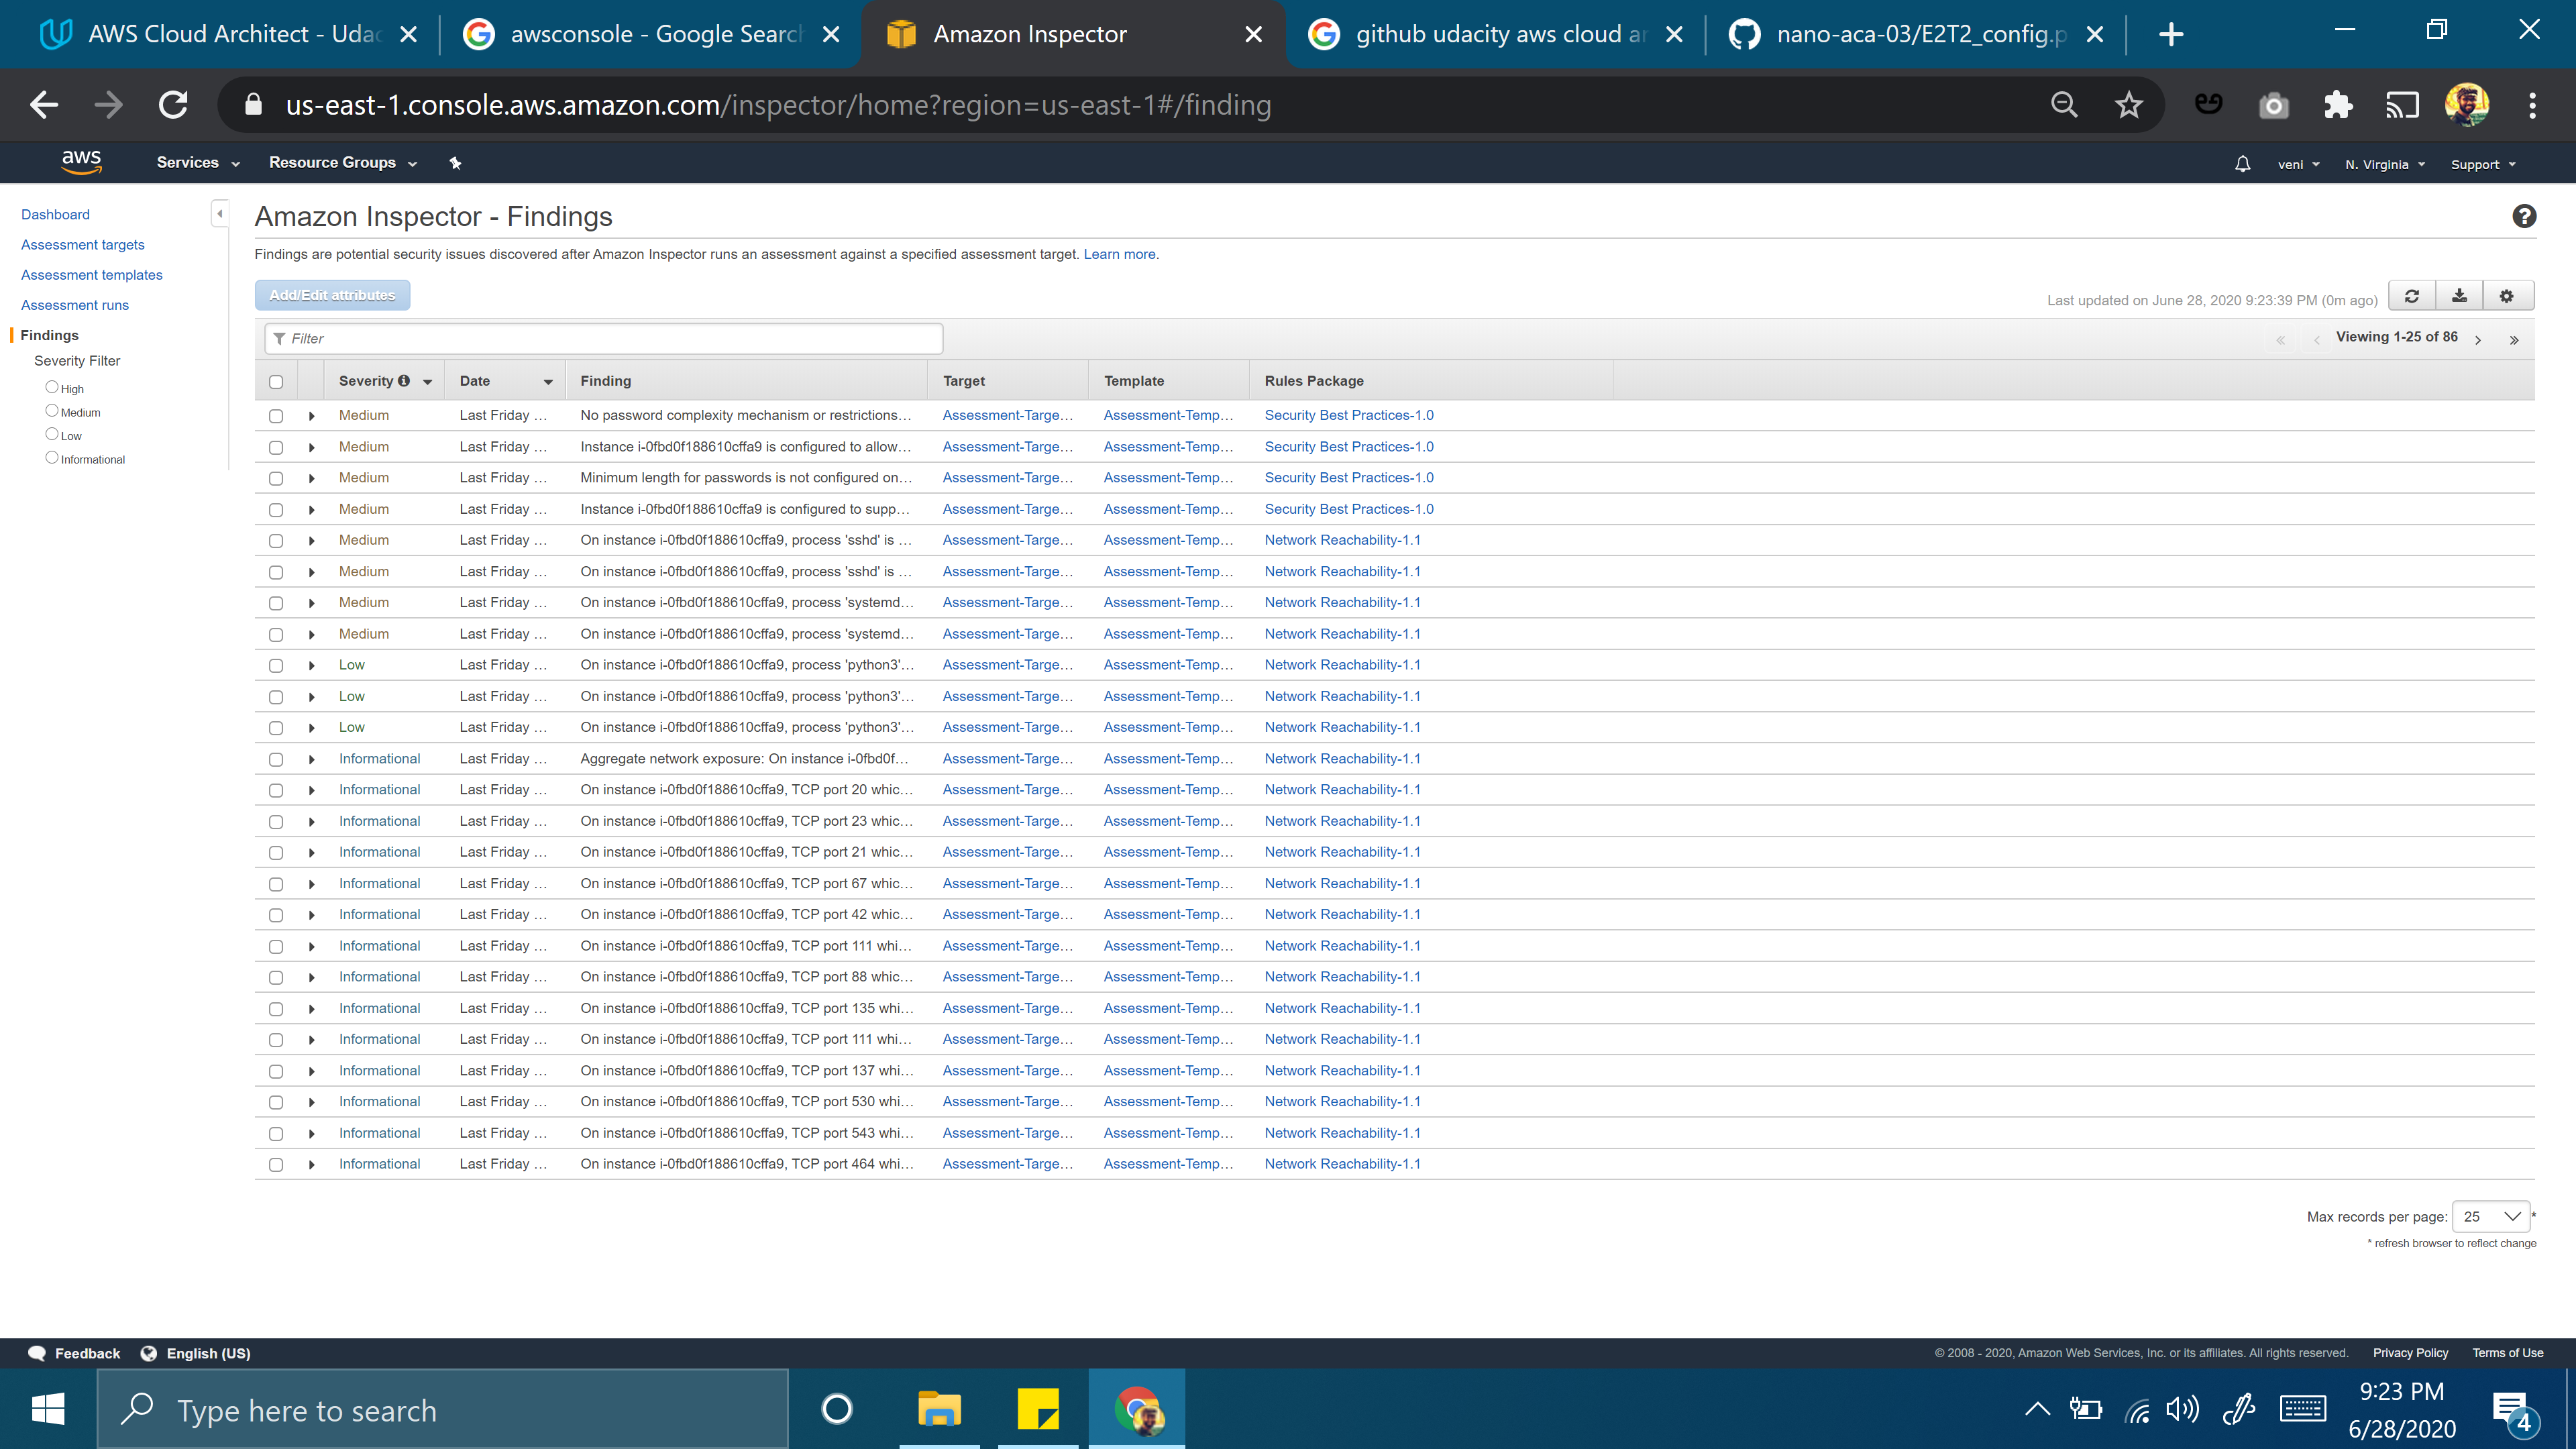 AWS Cloud Architect - Udac
awsconsole - Google Search
Amazon Inspector
github udacity aws cloud ar
nano-aca-03/E2T2_config.p
us-east-1.console.aws.amazon.com/inspector/home?region=us-east-1#/finding
aws Services Resource Groups veni N. Virginia Support
Dashboard
Assessment targets
Assessment templates
Assessment runs
Findings
Severity Filter
High
Medium
Low
Informational
Amazon Inspector - Findings
Findings are potential security issues discovered after Amazon Inspector runs an assessment against a specified assessment target. Learn more.
Add/Edit attributes
Last updated on June 28, 2020 9:23:39 PM (0m ago)
Filter
Viewing 1-25 of 86
Severity Date Finding Target Template Rules Package
Medium Last Friday ... No password complexity mechanism or restrictions... Assessment-Targe... Assessment-Temp... Security Best Practices-1.0
Medium Last Friday ... Instance i-0fbd0f188610cffa9 is configured to allow... Assessment-Targe... Assessment-Temp... Security Best Practices-1.0
Medium Last Friday ... Minimum length for passwords is not configured on... Assessment-Targe... Assessment-Temp... Security Best Practices-1.0
Medium Last Friday ... Instance i-0fbd0f188610cffa9 is configured to supp... Assessment-Targe... Assessment-Temp... Security Best Practices-1.0
Medium Last Friday ... On instance i-0fbd0f188610cffa9, process 'sshd' is ... Assessment-Targe... Assessment-Temp... Network Reachability-1.1
Medium Last Friday ... On instance i-0fbd0f188610cffa9, process 'sshd' is ... Assessment-Targe... Assessment-Temp... Network Reachability-1.1
Medium Last Friday ... On instance i-0fbd0f188610cffa9, process 'systemd... Assessment-Targe... Assessment-Temp... Network Reachability-1.1
Medium Last Friday ... On instance i-0fbd0f188610cffa9, process 'systemd... Assessment-Targe... Assessment-Temp... Network Reachability-1.1
Low Last Friday ... On instance i-0fbd0f188610cffa9, process 'python3'... Assessment-Targe... Assessment-Temp... Network Reachability-1.1
Low Last Friday ... On instance i-0fbd0f188610cffa9, process 'python3'... Assessment-Targe... Assessment-Temp... Network Reachability-1.1
Low Last Friday ... On instance i-0fbd0f188610cffa9, process 'python3'... Assessment-Targe... Assessment-Temp... Network Reachability-1.1
Informational Last Friday ... Aggregate network exposure: On instance i-0fbd0f... Assessment-Targe... Assessment-Temp... Network Reachability-1.1
Informational Last Friday ... On instance i-0fbd0f188610cffa9, TCP port 20 whic... Assessment-Targe... Assessment-Temp... Network Reachability-1.1
Informational Last Friday ... On instance i-0fbd0f188610cffa9, TCP port 23 whic... Assessment-Targe... Assessment-Temp... Network Reachability-1.1
Informational Last Friday ... On instance i-0fbd0f188610cffa9, TCP port 21 whic... Assessment-Targe... Assessment-Temp... Network Reachability-1.1
Informational Last Friday ... On instance i-0fbd0f188610cffa9, TCP port 67 whic... Assessment-Targe... Assessment-Temp... Network Reachability-1.1
Informational Last Friday ... On instance i-0fbd0f188610cffa9, TCP port 42 whic... Assessment-Targe... Assessment-Temp... Network Reachability-1.1
Informational Last Friday ... On instance i-0fbd0f188610cffa9, TCP port 111 whi... Assessment-Targe... Assessment-Temp... Network Reachability-1.1
Informational Last Friday ... On instance i-0fbd0f188610cffa9, TCP port 88 whic... Assessment-Targe... Assessment-Temp... Network Reachability-1.1
Informational Last Friday ... On instance i-0fbd0f188610cffa9, TCP port 135 whi... Assessment-Targe... Assessment-Temp... Network Reachability-1.1
Informational Last Friday ... On instance i-0fbd0f188610cffa9, TCP port 111 whi... Assessment-Targe... Assessment-Temp... Network Reachability-1.1
Informational Last Friday ... On instance i-0fbd0f188610cffa9, TCP port 137 whi... Assessment-Targe... Assessment-Temp... Network Reachability-1.1
Informational Last Friday ... On instance i-0fbd0f188610cffa9, TCP port 530 whi... Assessment-Targe... Assessment-Temp... Network Reachability-1.1
Informational Last Friday ... On instance i-0fbd0f188610cffa9, TCP port 543 whi... Assessment-Targe... Assessment-Temp... Network Reachability-1.1
Informational Last Friday ... On instance i-0fbd0f188610cffa9, TCP port 464 whi... Assessment-Targe... Assessment-Temp... Network Reachability-1.1
Max records per page: 25 *
* refresh browser to reflect change
Feedback English (US) © 2008 - 2020, Amazon Web Services, Inc. or its affiliates. All rights reserved. Privacy Policy Terms of Use
Type here to search
9:23 PM
6/28/2020
4